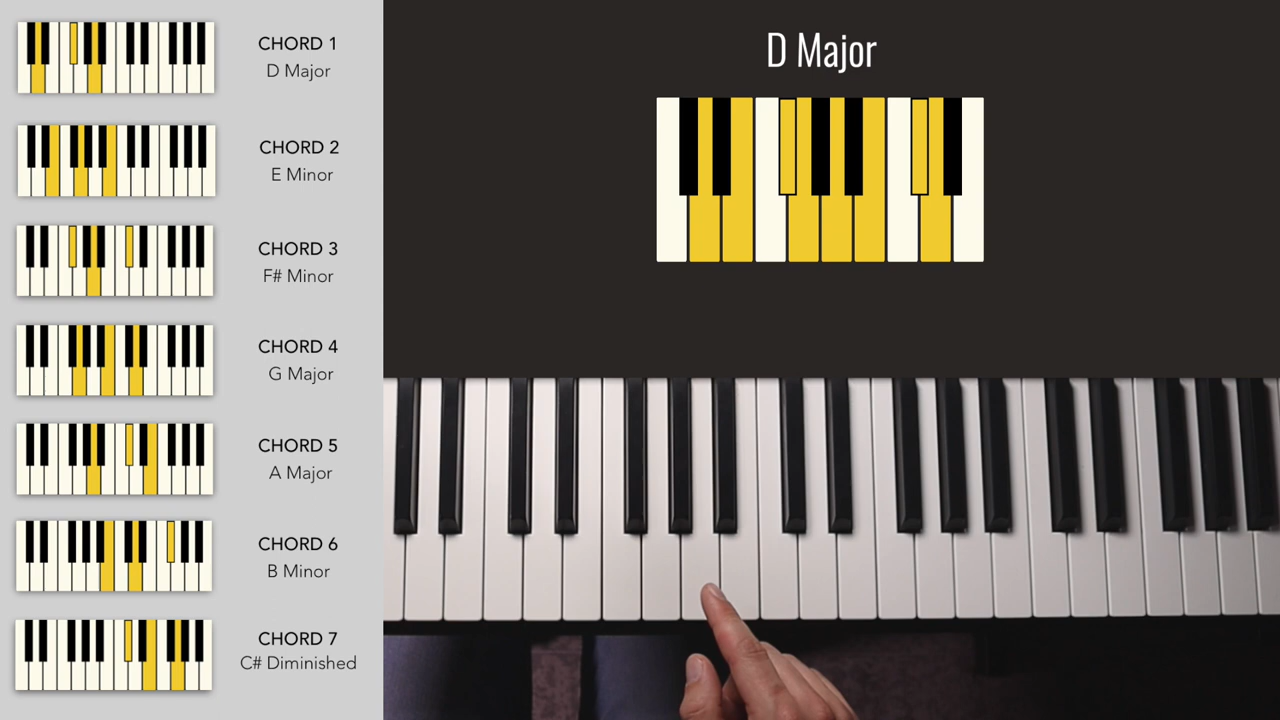 CHORD 1
D Major
CHORD 2
E Minor
CHORD 3
F# Minor
CHORD 4
G Major
CHORD 5
A Major
CHORD 6
B Minor
CHORD 7
C# Diminished
D Major